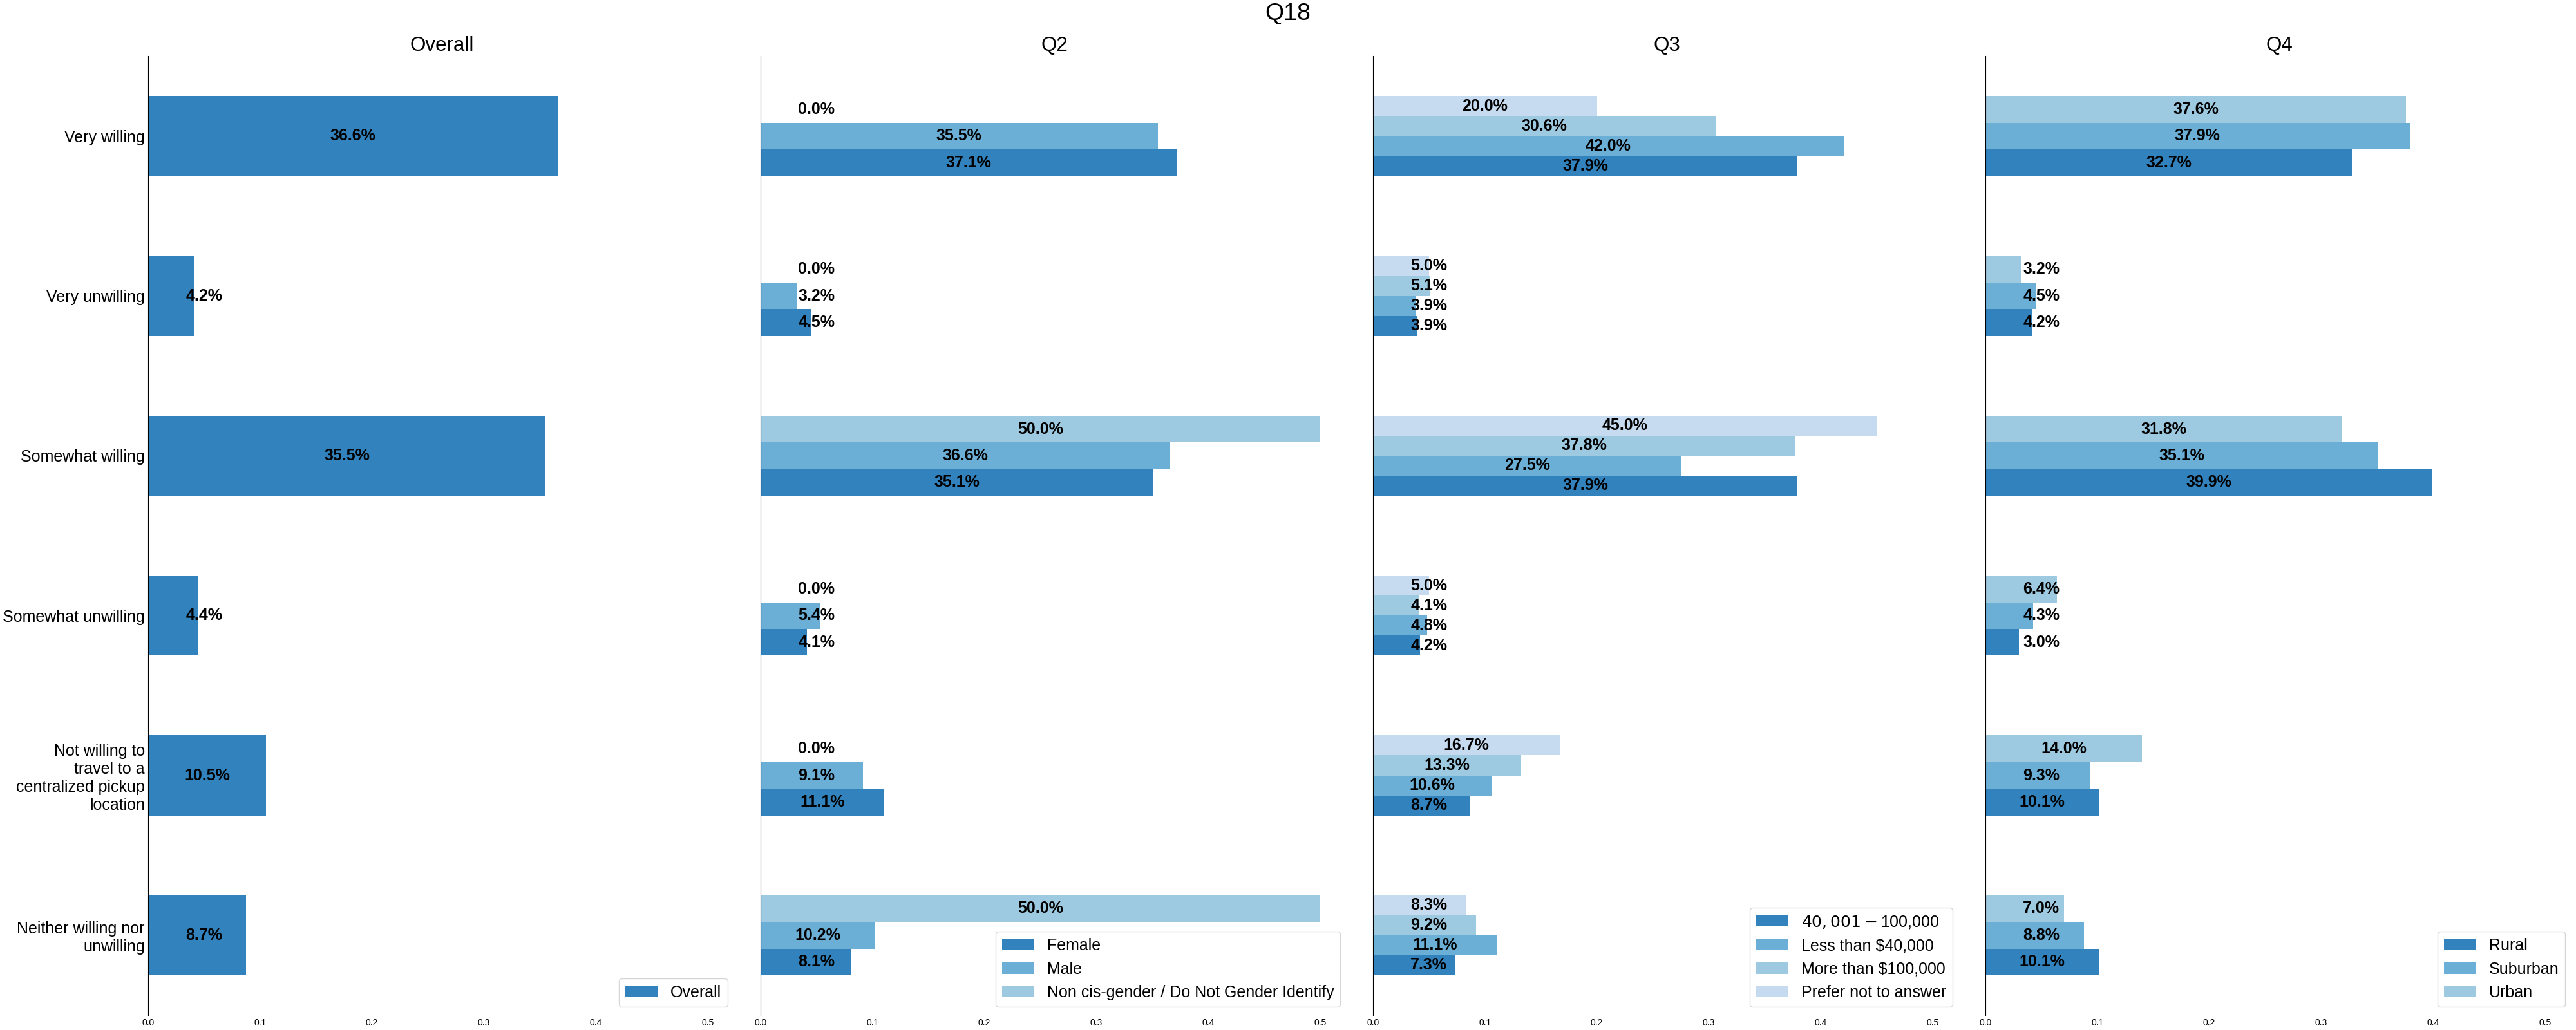 Q18
Overall
Very willing
36.6%
Very unwilling
4.2%
Somewhat willing
35.5%
Somewhat unwilling
4.4%
Not willing to
travel to a
centralized pickup
location
10.5%
Neither willing nor
unwilling
8.7%
Overall
0.0 0.1 0.2 0.3 0.4 0.5
Q2
0.0%
35.5%
37.1%
0.0%
3.2%
4.5%
50.0%
36.6%
35.1%
0.0%
5.4%
4.1%
0.0%
9.1%
11.1%
50.0%
10.2%
8.1%
Female
Male
Non cis-gender / Do Not Gender Identify
0.0 0.1 0.2 0.3 0.4 0.5
Q3
20.0%
30.6%
42.0%
37.9%
5.0%
5.1%
3.9%
3.9%
45.0%
37.8%
27.5%
37.9%
5.0%
4.1%
4.8%
4.2%
16.7%
13.3%
10.6%
8.7%
8.3%
9.2%
11.1%
7.3%
40,001-100,000
Less than $40,000
More than $100,000
Prefer not to answer
0.0 0.1 0.2 0.3 0.4 0.5
Q4
37.6%
37.9%
32.7%
3.2%
4.5%
4.2%
31.8%
35.1%
39.9%
6.4%
4.3%
3.0%
14.0%
9.3%
10.1%
7.0%
8.8%
10.1%
Rural
Suburban
Urban
0.0 0.1 0.2 0.3 0.4 0.5